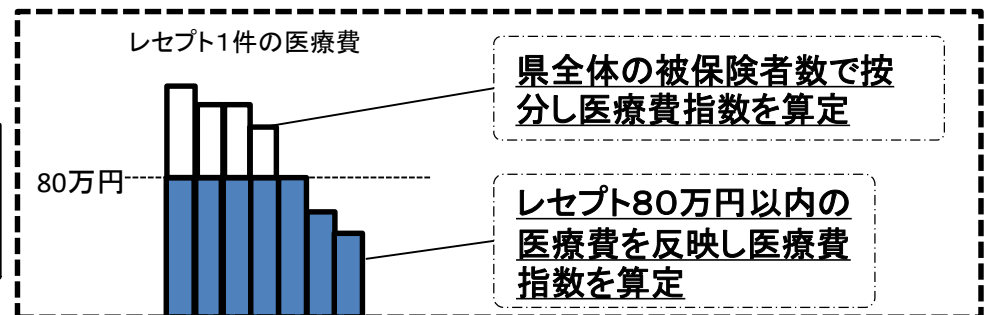 レセプト1件の医療費
県全体の被保険者数で按
分し医療費指数を算定
80万円
レセプト80万円以内の
医療費を反映し医療費
指数を算定